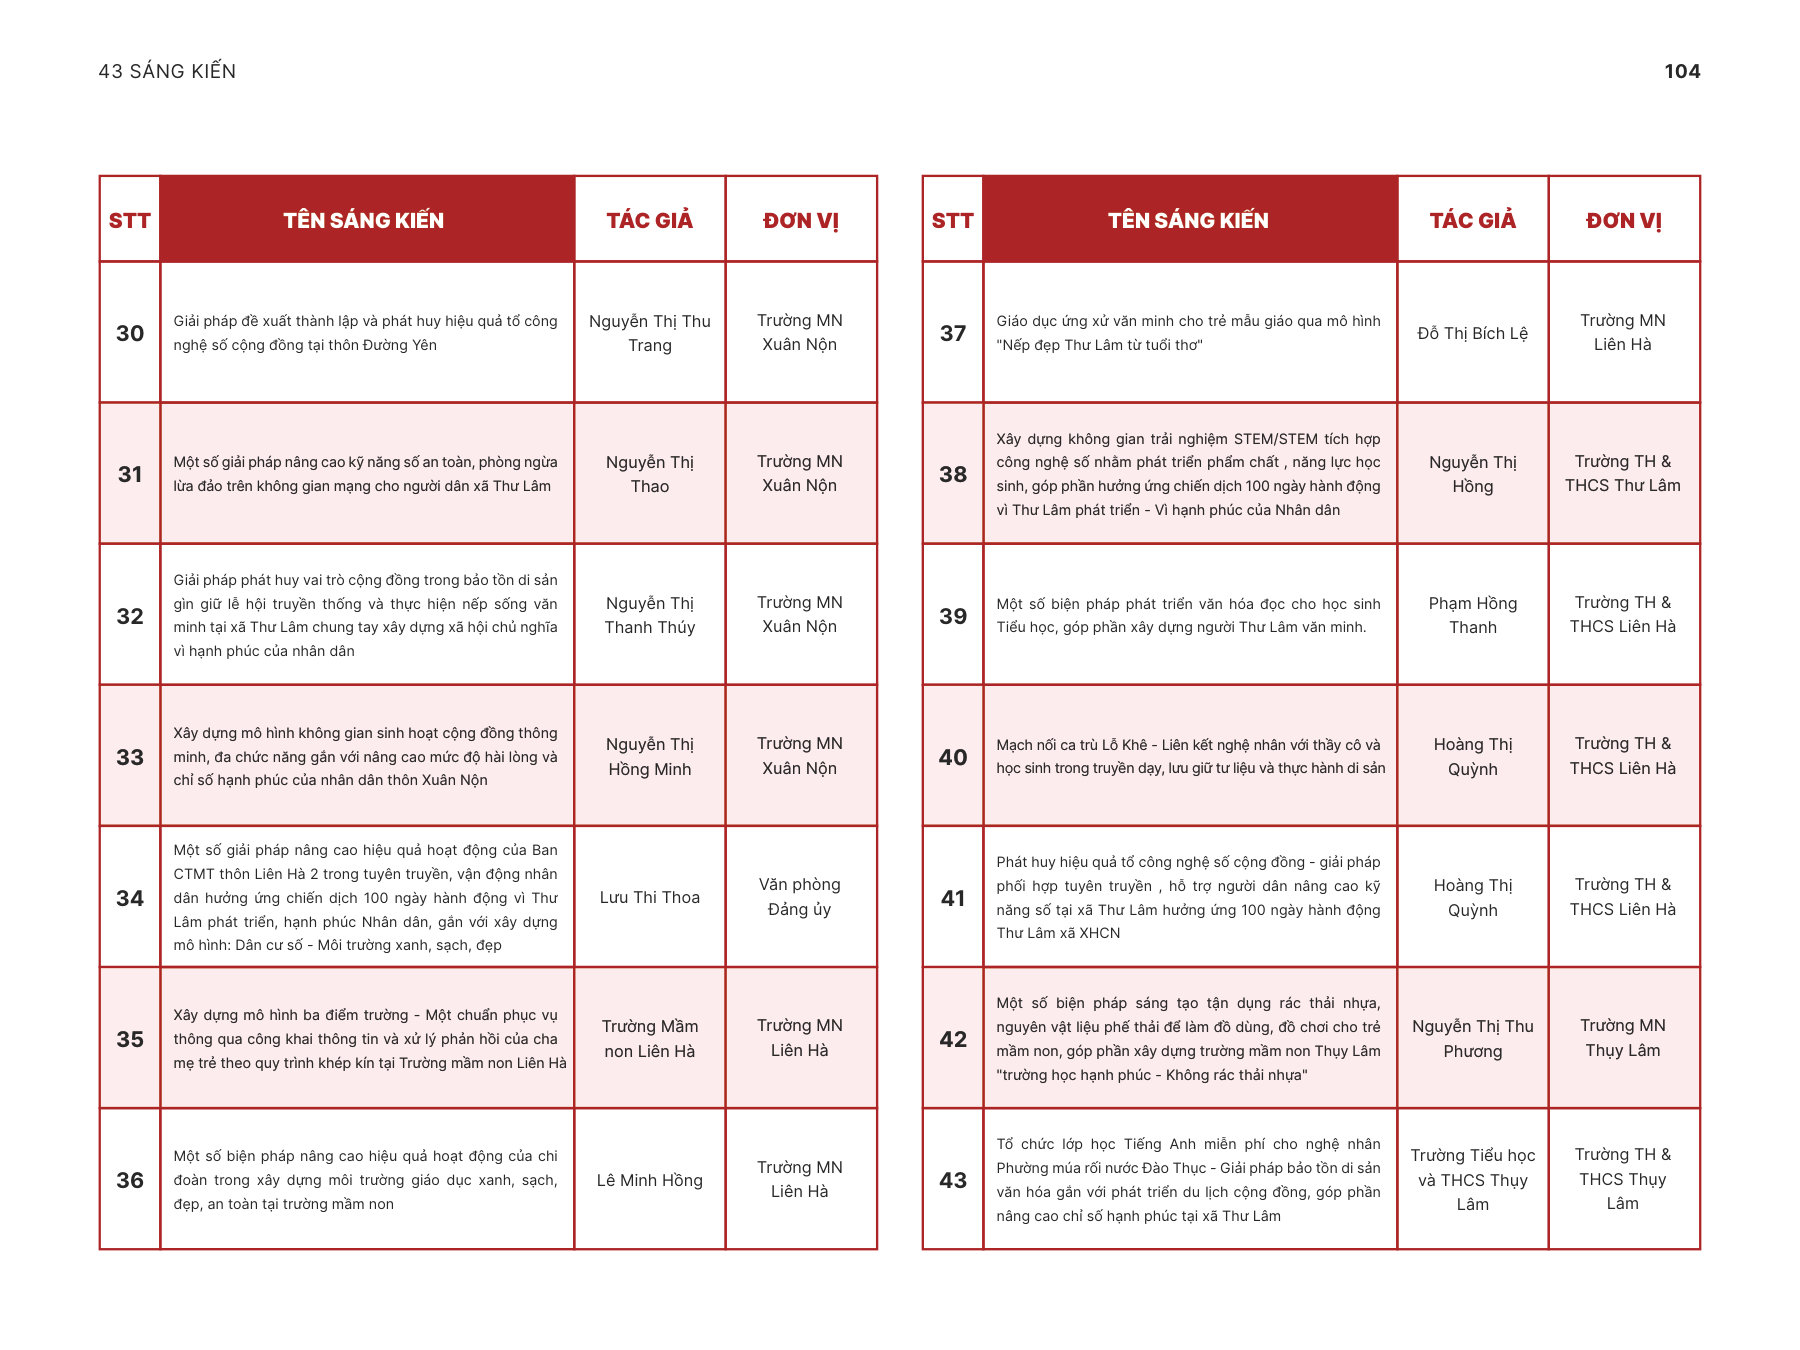 43 SÁNG KIẾN
104
STT TÊN SÁNG KIẾN TÁC GIẢ ĐƠN VỊ
30
Giải pháp đề xuất thành lập và phát huy hiệu quả tổ công
nghệ số cộng đồng tại thôn Đường Yên
Nguyễn Thị Thu
Trang
Trường MN
Xuân Nộn
31
Một số giải pháp nâng cao kỹ năng số an toàn, phòng ngừa
lừa đảo trên không gian mạng cho người dân xã Thư Lâm
Nguyễn Thị
Thao
Trường MN
Xuân Nộn
32
Giải pháp phát huy vai trò cộng đồng trong bảo tồn di sản
gìn giữ lễ hội truyền thống và thực hiện nếp sống văn
minh tại xã Thư Lâm chung tay xây dựng xã hội chủ nghĩa
vì hạnh phúc của nhân dân
Nguyễn Thị
Thanh Thúy
Trường MN
Xuân Nộn
33
Xây dựng mô hình không gian sinh hoạt cộng đồng thông
minh, đa chức năng gắn với nâng cao mức độ hài lòng và
chỉ số hạnh phúc của nhân dân thôn Xuân Nộn
Nguyễn Thị
Hồng Minh
Trường MN
Xuân Nộn
34
Một số giải pháp nâng cao hiệu quả hoạt động của Ban
CTMT thôn Liên Hà 2 trong tuyên truyền, vận động nhân
dân hưởng ứng chiến dịch 100 ngày hành động vì Thư
Lâm phát triển, hạnh phúc Nhân dân, gắn với xây dựng
mô hình: Dân cư số - Môi trường xanh, sạch, đẹp
Lưu Thi Thoa
Văn phòng
Đảng ủy
35
Xây dựng mô hình ba điểm trường - Một chuẩn phục vụ
thông qua công khai thông tin và xử lý phản hồi của cha
mẹ trẻ theo quy trình khép kín tại Trường mầm non Liên Hà
Trường Mầm
non Liên Hà
Trường MN
Liên Hà
36
Một số biện pháp nâng cao hiệu quả hoạt động của chi
đoàn trong xây dựng môi trường giáo dục xanh, sạch,
đẹp, an toàn tại trường mầm non
Lê Minh Hồng
Trường MN
Liên Hà
STT TÊN SÁNG KIẾN TÁC GIẢ ĐƠN VỊ
37
Giáo dục ứng xử văn minh cho trẻ mẫu giáo qua mô hình
"Nếp đẹp Thư Lâm từ tuổi thơ"
Đỗ Thị Bích Lệ
Trường MN
Liên Hà
38
Xây dựng không gian trải nghiệm STEM/STEM tích hợp
công nghệ số nhằm phát triển phẩm chất , năng lực học
sinh, góp phần hưởng ứng chiến dịch 100 ngày hành động
vì Thư Lâm phát triển - Vì hạnh phúc của Nhân dân
Nguyễn Thị
Hồng
Trường TH &
THCS Thư Lâm
39
Một số biện pháp phát triển văn hóa đọc cho học sinh
Tiểu học, góp phần xây dựng người Thư Lâm văn minh.
Phạm Hồng
Thanh
Trường TH &
THCS Liên Hà
40
Mạch nối ca trù Lỗ Khê - Liên kết nghệ nhân với thầy cô và
học sinh trong truyền dạy, lưu giữ tư liệu và thực hành di sản
Hoàng Thị
Quỳnh
Trường TH &
THCS Liên Hà
41
Phát huy hiệu quả tổ công nghệ số cộng đồng - giải pháp
phối hợp tuyên truyền , hỗ trợ người dân nâng cao kỹ
năng số tại xã Thư Lâm hưởng ứng 100 ngày hành động
Thư Lâm xã XHCN
Hoàng Thị
Quỳnh
Trường TH &
THCS Liên Hà
42
Một số biện pháp sáng tạo tận dụng rác thải nhựa,
nguyên vật liệu phế thải để làm đồ dùng, đồ chơi cho trẻ
mầm non, góp phần xây dựng trường mầm non Thụy Lâm
"trường học hạnh phúc - Không rác thải nhựa"
Nguyễn Thị Thu
Phương
Trường MN
Thụy Lâm
43
Tổ chức lớp học Tiếng Anh miễn phí cho nghệ nhân
Phường múa rối nước Đào Thục - Giải pháp bảo tồn di sản
văn hóa gắn với phát triển du lịch cộng đồng, góp phần
nâng cao chỉ số hạnh phúc tại xã Thư Lâm
Trường Tiểu học
và THCS Thụy
Lâm
Trường TH &
THCS Thụy
Lâm